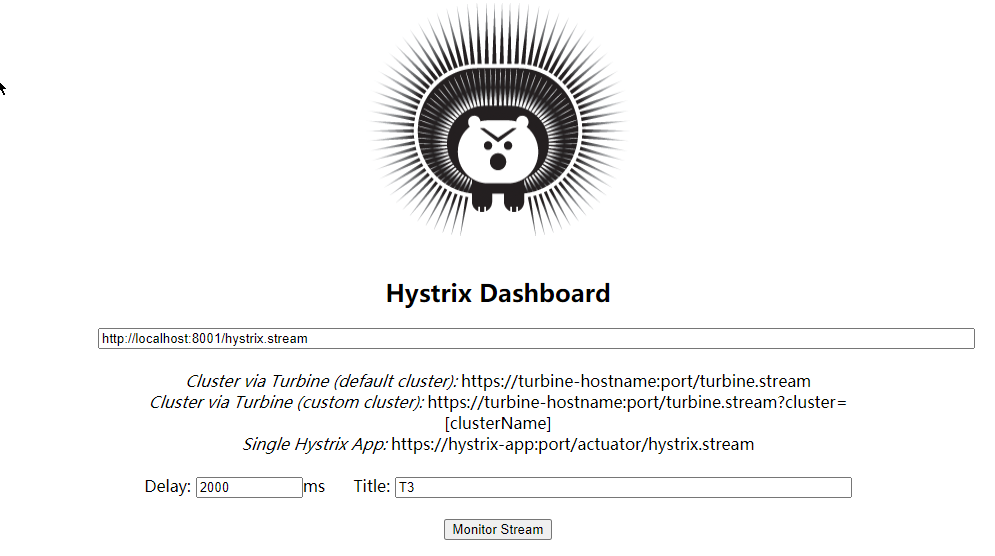 Hystrix Dashboard
http://localhost:8001/hystrix.stream
Cluster via Turbine (default cluster): https://turbine-hostname:port/turbine.stream
Cluster via Turbine (custom cluster): https://turbine-hostname:port/turbine.stream?cluster=
[clusterName]
Single Hystrix App: https://hystrix-app:port/actuator/hystrix.stream
Delay: 2000 ms Title: T3
Monitor Stream